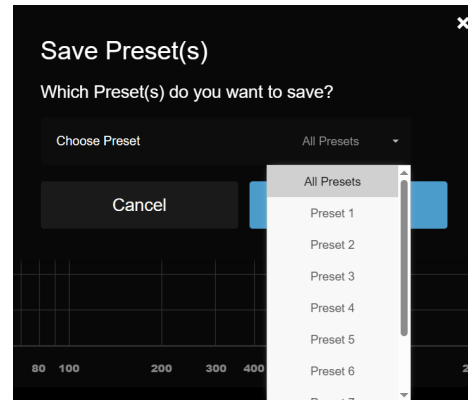 Save Preset(s)
Which Preset(s) do you want to save?
Choose Preset All Presets
All Presets
Cancel
Preset 1
Preset 2
Preset 3
Preset 4
Preset 5
80 100 200 300 400
Preset 6